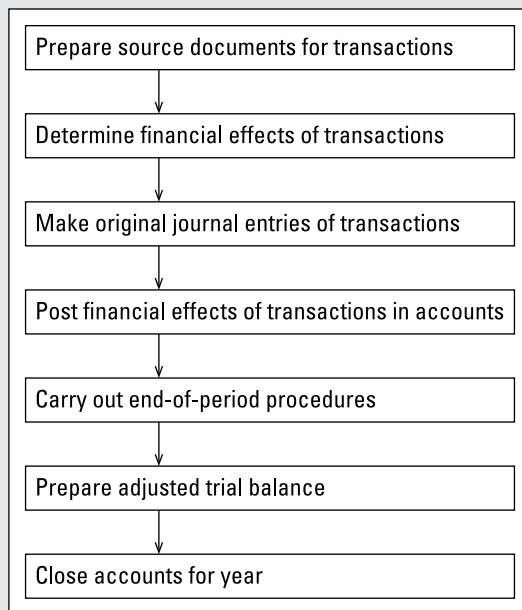 Prepare source documents for transactions
Determine financial effects of transactions
Make original journal entries of transactions
Post financial effects of transactions in accounts
Carry out end-of-period procedures
Prepare adjusted trial balance
Close accounts for year